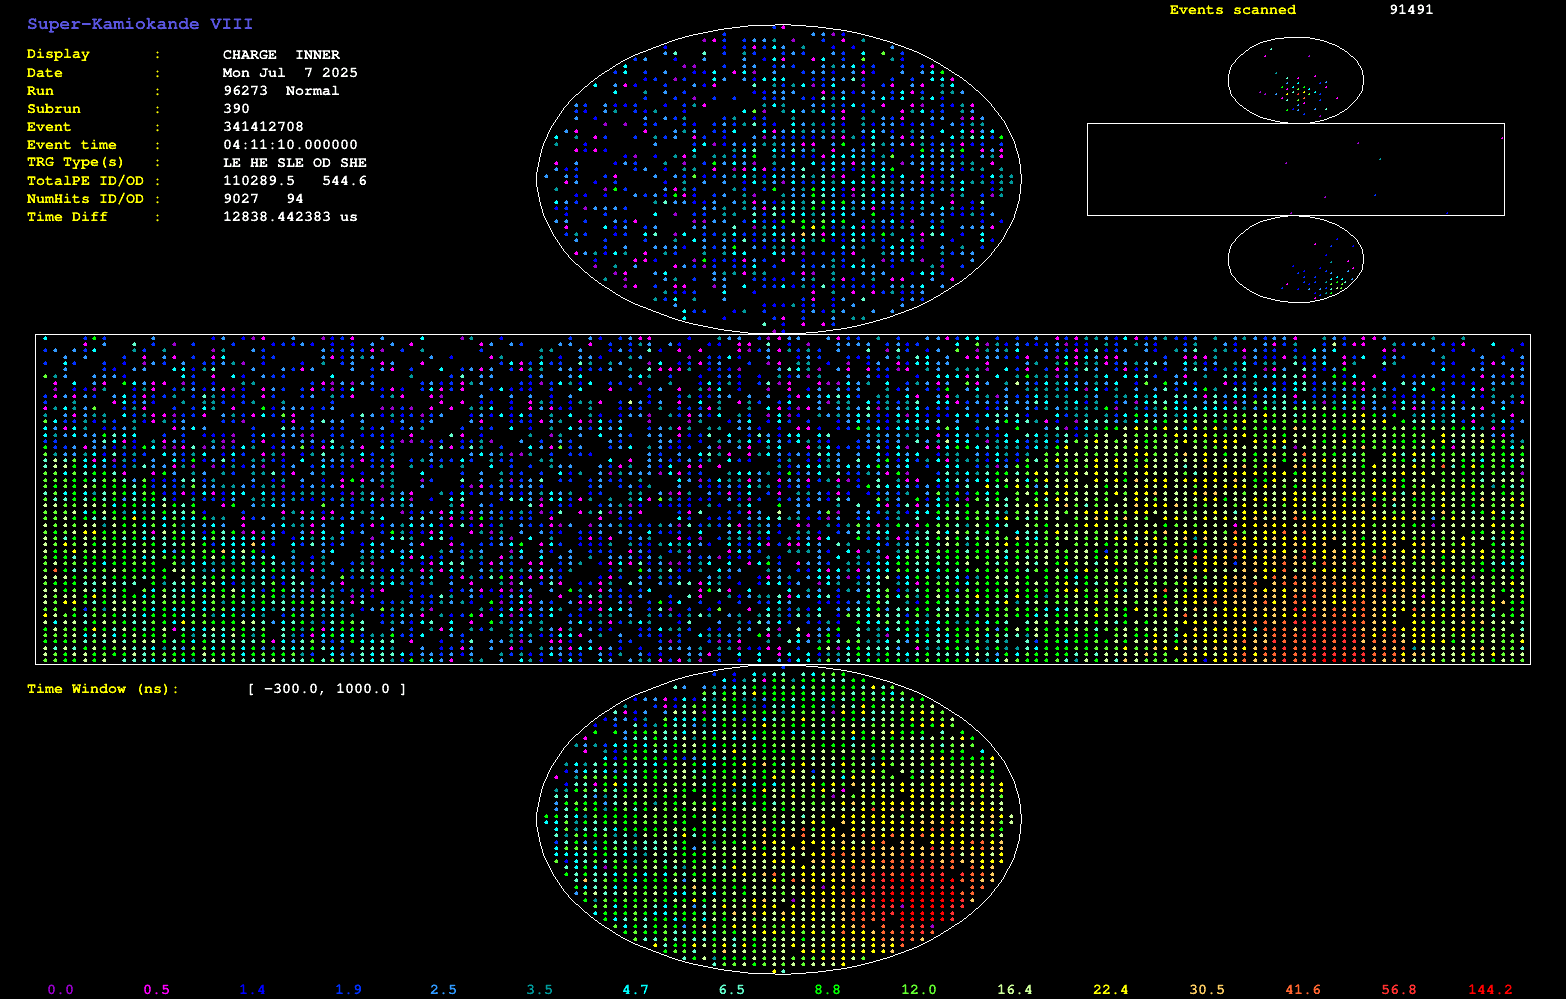 Super-Kamiokande VIII
Events scanned 91491
Display : CHARGE INNER
Date : Mon Jul 7 2025
Run : 96273 Normal
Subrun : 390
Event : 341412708
Event time : 04:11:10.000000
TRG Type(s) : LE HE SLE OD SHE
TotalPE ID/OD : 110289.5 544.6
NumHits ID/OD : 9027 94
Time Diff : 12838.442383 us
Time Window (ns): [ -300.0, 1000.0 ]
0.0 0.5 1.4 1.9 2.5 3.5 4.7 6.5 8.8 12.0 16.4 22.4 30.5 41.6 56.8 144.2